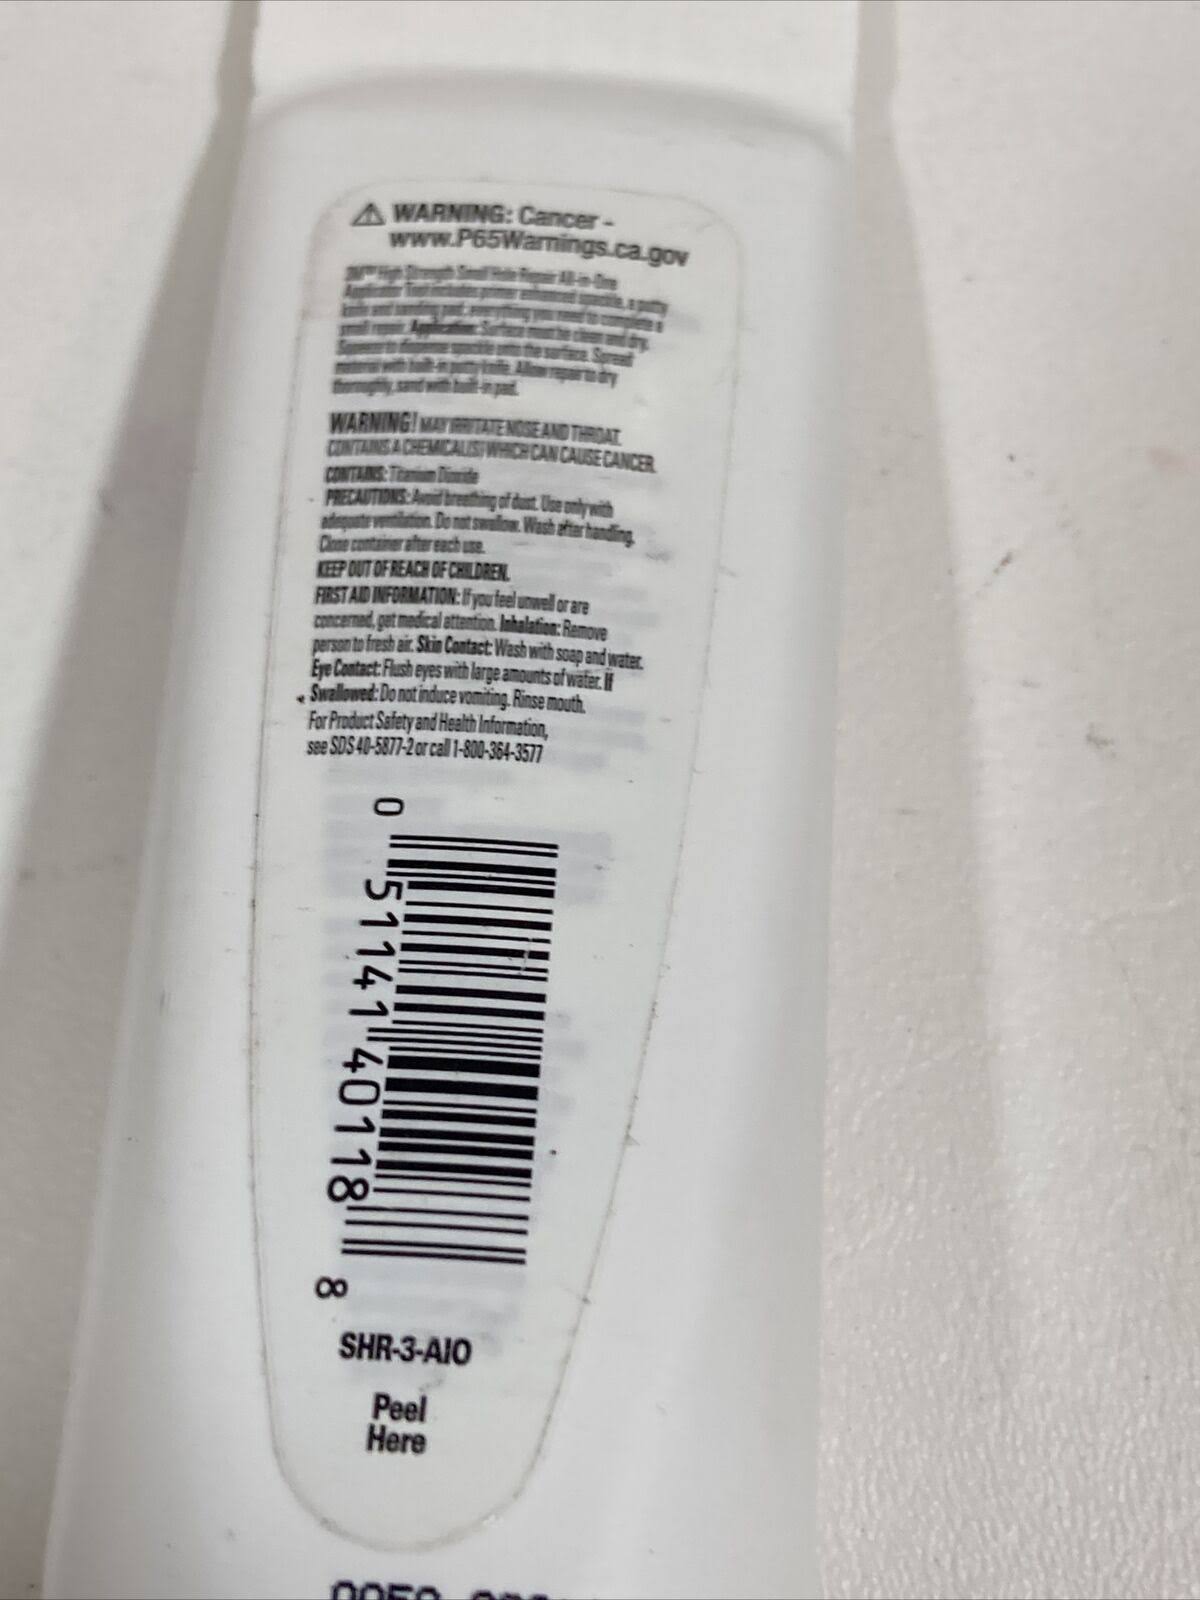 ⚠ WARNING: Cancer -
www.P65Warnings.ca.gov
3M™ High Strength Small Hole Repair All-in-One
Applicator Tool includes primer enhanced spackle, a putty
knife and sanding pad; everything you need to complete a
small repair. Application: Surface must be clean and dry.
Squeeze to dispense spackle onto the surface. Spread
material with built-in putty knife. Allow repair to dry
thoroughly, sand with built-in pad.
WARNING! MAY IRRITATE NOSE AND THROAT.
CONTAINS A CHEMICAL(S) WHICH CAN CAUSE CANCER.
CONTAINS: Titanium Dioxide
PRECAUTIONS: Avoid breathing of dust. Use only with
adequate ventilation. Do not swallow. Wash after handling.
Close container after each use.
KEEP OUT OF REACH OF CHILDREN.
FIRST AID INFORMATION: If you feel unwell or are
concerned, get medical attention. Inhalation: Remove
person to fresh air. Skin Contact: Wash with soap and water.
Eye Contact: Flush eyes with large amounts of water. If
Swallowed: Do not induce vomiting. Rinse mouth.
For Product Safety and Health Information,
see SDS 40-5877-2 or call 1-800-364-3577
0 51141 40118 8
SHR-3-AIO
Peel
Here